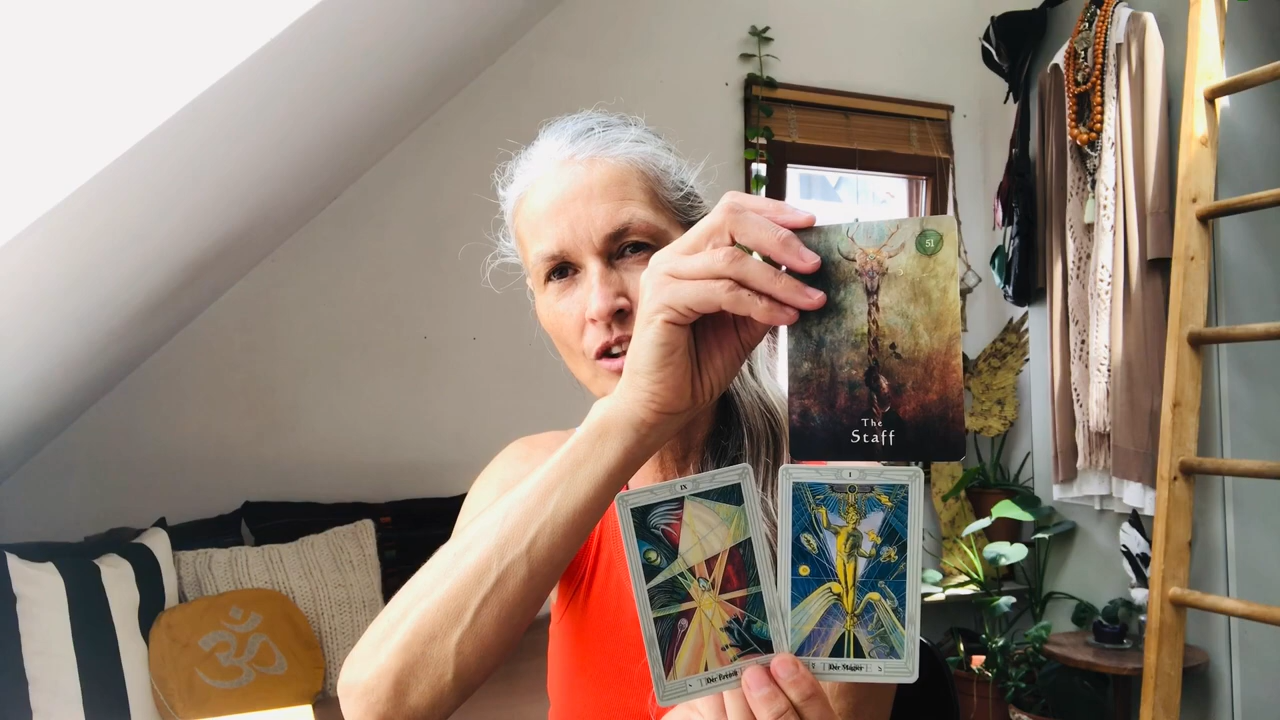 51
The
Staff
IX
I
Der Eremit
Der Magier
ॐ